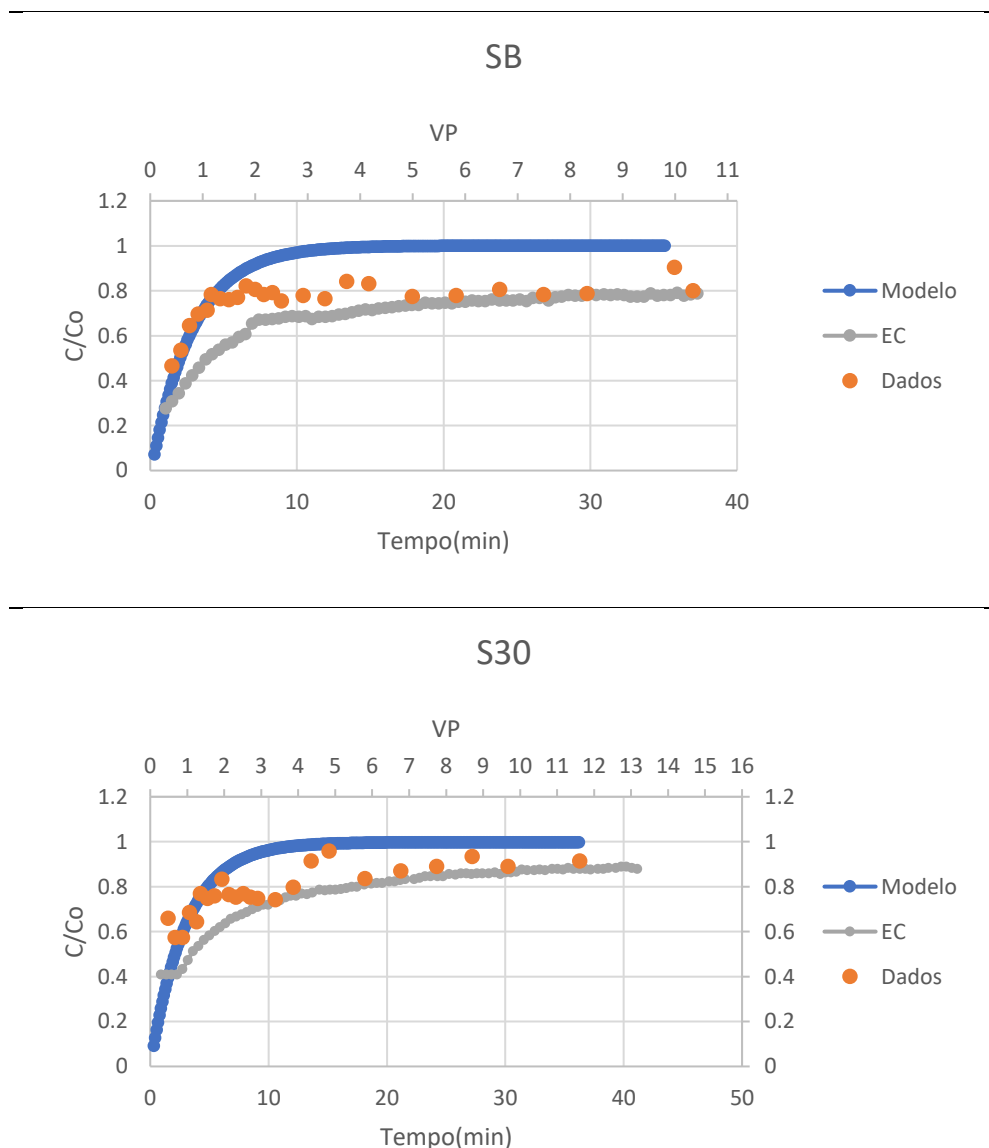 SB
VP
0 1 2 3 4 5 6 7 8 9 10 11
1.2
1
0.8
0.6
0.4
0.2
0
C/Co
0 10 20 30 40
Tempo(min)
Modelo
EC
Dados
S30
VP
0 1 2 3 4 5 6 7 8 9 10 11 12 13 14 15 16
1.2 1.2
1 1
0.8 0.8
0.6 0.6
0.4 0.4
0.2 0.2
0 0
C/Co
0 10 20 30 40 50
Tempo(min)
Modelo
EC
Dados